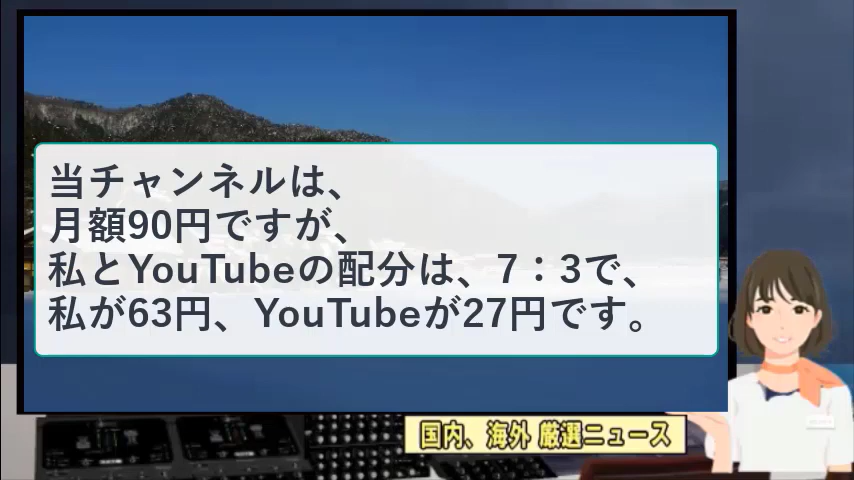 当チャンネルは、
月額90円ですが、
私とYouTubeの配分は、7：3で、
私が63円、YouTubeが27円です。
国内、海外 厳選ニュース